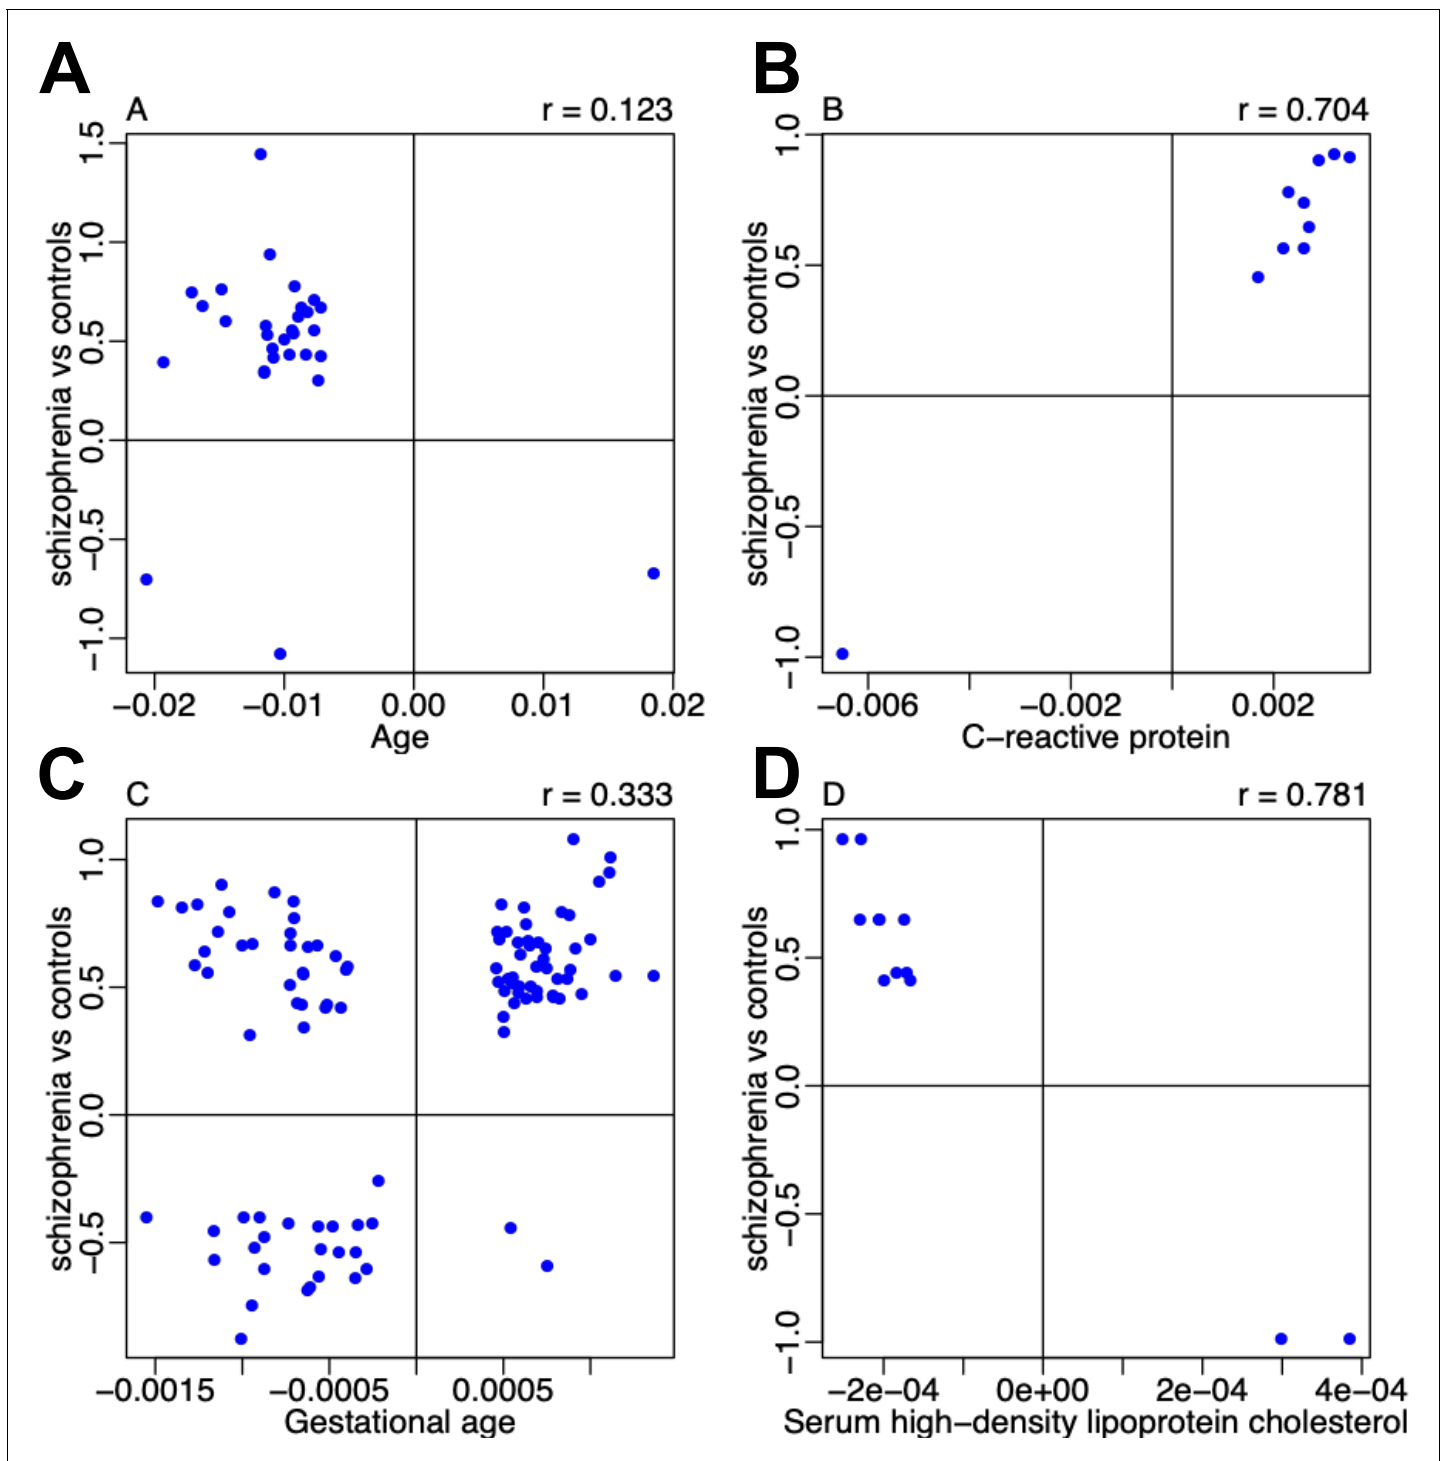 A
B
A r = 0.123
B r = 0.704
schizophrenia vs controls
1.5
1.0
0.5
0.0
−0.5
−1.0
−0.02 −0.01 0.00 0.01 0.02
Age
schizophrenia vs controls
1.0
0.5
0.0
−0.5
−1.0
−0.006 −0.002 0.002
C−reactive protein
C
D
C r = 0.333
D r = 0.781
schizophrenia vs controls
1.0
0.5
0.0
−0.5
−0.0015 −0.0005 0.0005
Gestational age
schizophrenia vs controls
1.0
0.5
0.0
−0.5
−1.0
−2e−04 0e+00 2e−04 4e−04
Serum high−density lipoprotein cholesterol